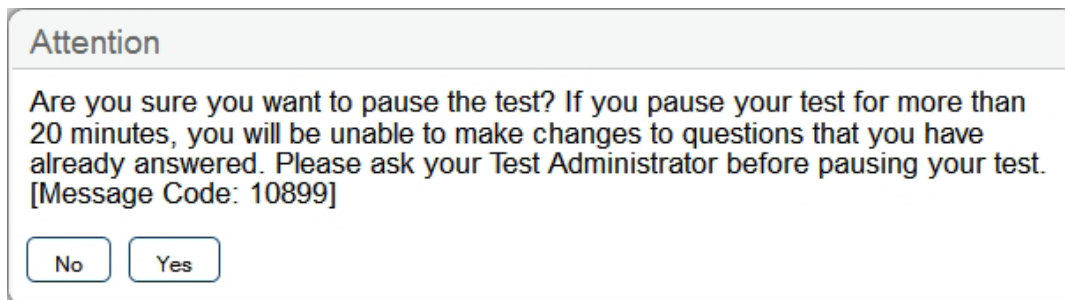 Attention
Are you sure you want to pause the test? If you pause your test for more than
20 minutes, you will be unable to make changes to questions that you have
already answered. Please ask your Test Administrator before pausing your test.
[Message Code: 10899]
No Yes